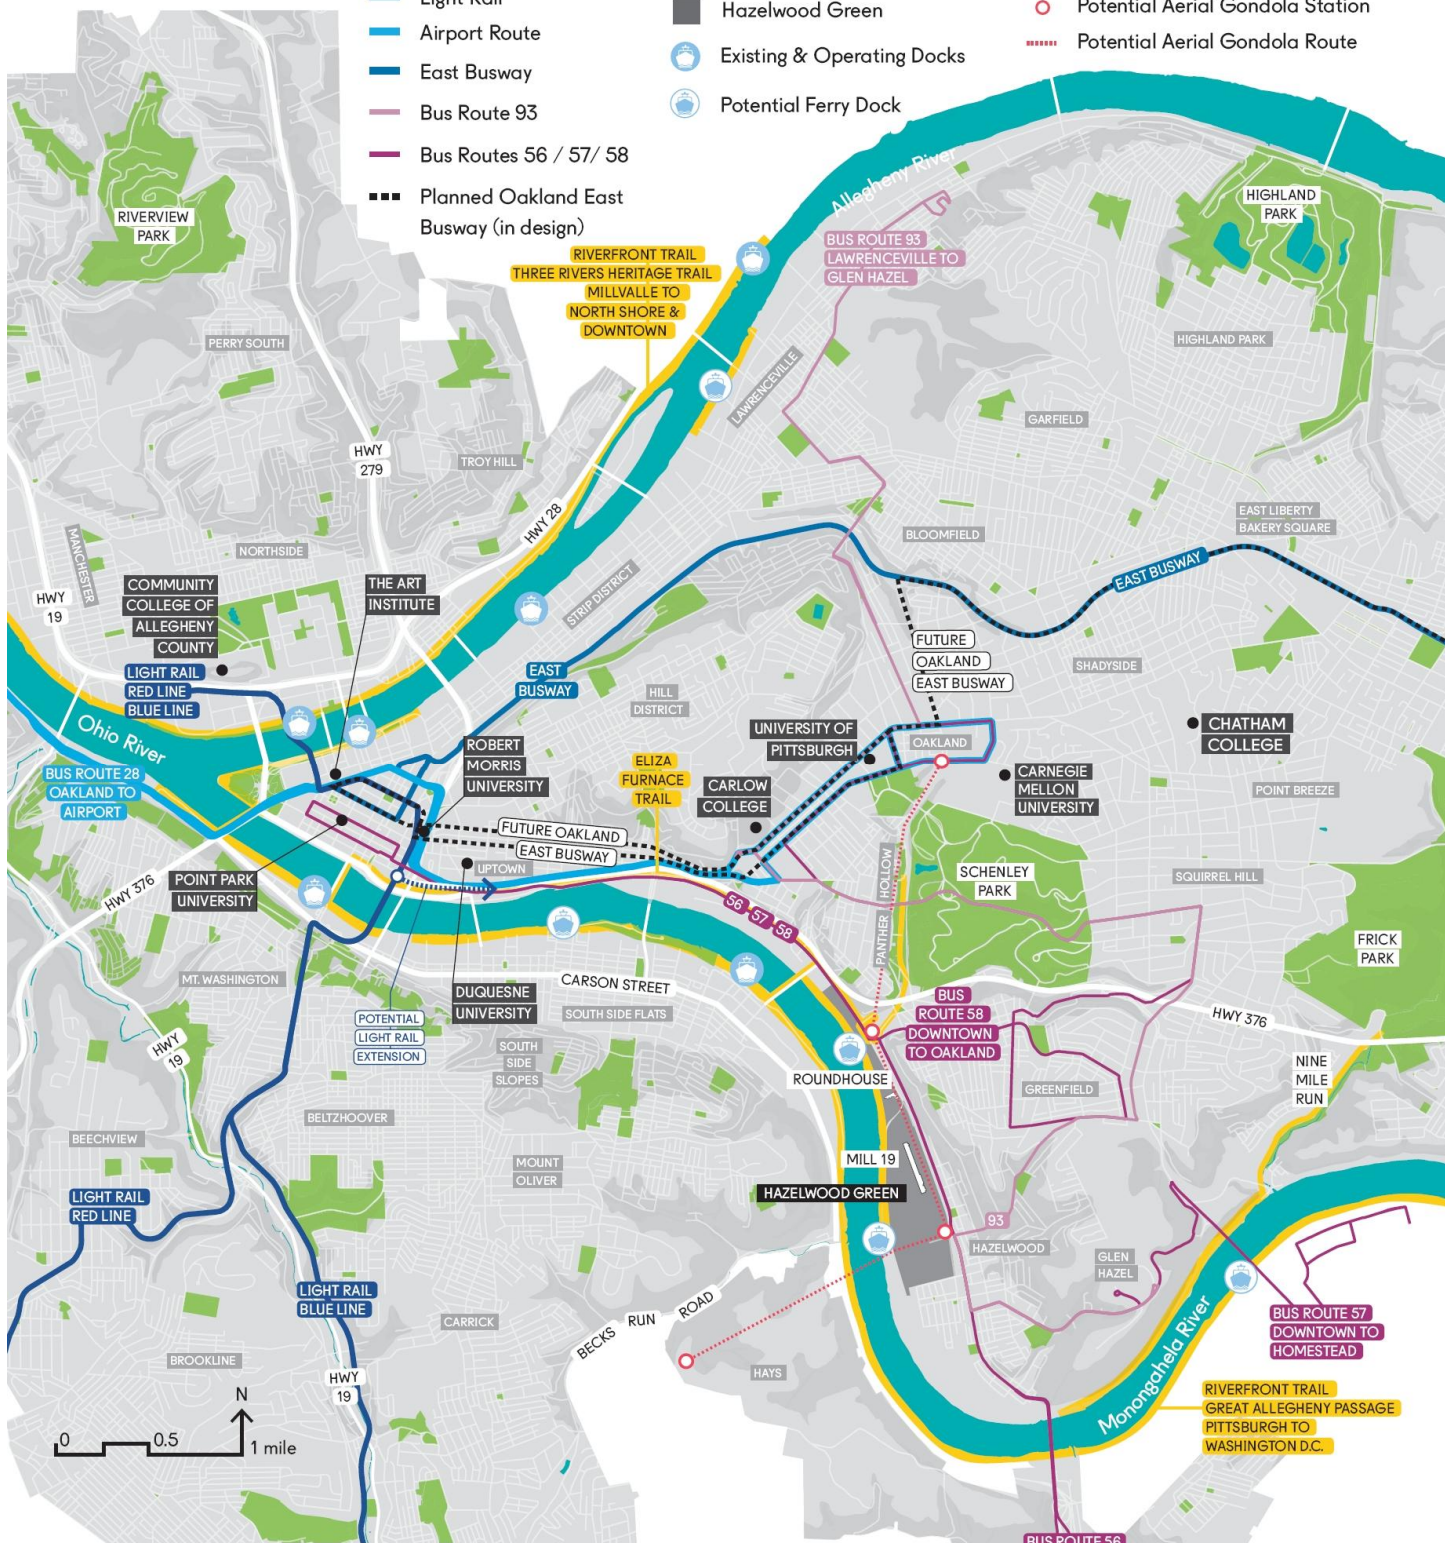 Light Rail
Airport Route
East Busway
Bus Route 93
Bus Routes 56 / 57/ 58
Planned Oakland East
Busway (in design)
Hazelwood Green
Existing & Operating Docks
Potential Ferry Dock
Potential Aerial Gondola Station
Potential Aerial Gondola Route
Allegheny River
HIGHLAND
PARK
RIVERVIEW
PARK
BUS ROUTE 93
LAWRENCEVILLE TO
GLEN HAZEL
RIVERFRONT TRAIL
THREE RIVERS HERITAGE TRAIL
MILLVALLE TO
NORTH SHORE &
DOWNTOWN
PERRY SOUTH
HIGHLAND PARK
LAWRENCEVILLE
GARFIELD
HWY
279
TROY HILL
HWY 28
EAST LIBERTY
BAKERY SQUARE
BLOOMFIELD
MANCHESTER
NORTHSIDE
EAST BUSWAY
STRIP DISTRICT
HWY
19
COMMUNITY
COLLEGE OF
ALLEGHENY
COUNTY
THE ART
INSTITUTE
FUTURE
OAKLAND
EAST BUSWAY
SHADYSIDE
LIGHT RAIL
RED LINE
BLUE LINE
EAST
BUSWAY
HILL
DISTRICT
CHATHAM
COLLEGE
Ohio River
UNIVERSITY OF
PITTSBURGH
OAKLAND
ROBERT
MORRIS
UNIVERSITY
ELIZA
FURNACE
TRAIL
BUS ROUTE 28
OAKLAND TO
AIRPORT
CARLOW
COLLEGE
CARNEGIE
MELLON
UNIVERSITY
POINT BREEZE
FUTURE OAKLAND
EAST BUSWAY
UPTOWN
HWY 376
POINT PARK
UNIVERSITY
SCHENLEY
PARK
SQUIRREL HILL
PANTHER HOLLOW
56
57
58
FRICK
PARK
MT. WASHINGTON
CARSON STREET
DUQUESNE
UNIVERSITY
SOUTH SIDE FLATS
BUS
ROUTE 58
DOWNTOWN
TO OAKLAND
HWY 376
POTENTIAL
LIGHT RAIL
EXTENSION
HWY
19
SOUTH
SIDE
SLOPES
ROUNDHOUSE
GREENFIELD
NINE
MILE
RUN
BELTZHOOVER
BEECHVIEW
MOUNT
OLIVER
MILL 19
HAZELWOOD GREEN
LIGHT RAIL
RED LINE
93
HAZELWOOD
GLEN
HAZEL
LIGHT RAIL
BLUE LINE
BECKS RUN ROAD
CARRICK
BROOKLINE
HAYS
Monongahela River
BUS ROUTE 57
DOWNTOWN TO
HOMESTEAD
HWY
19
RIVERFRONT TRAIL
GREAT ALLEGHENY PASSAGE
PITTSBURGH TO
WASHINGTON D.C.
N
0
0.5
1 mile
BUS ROUTE 56